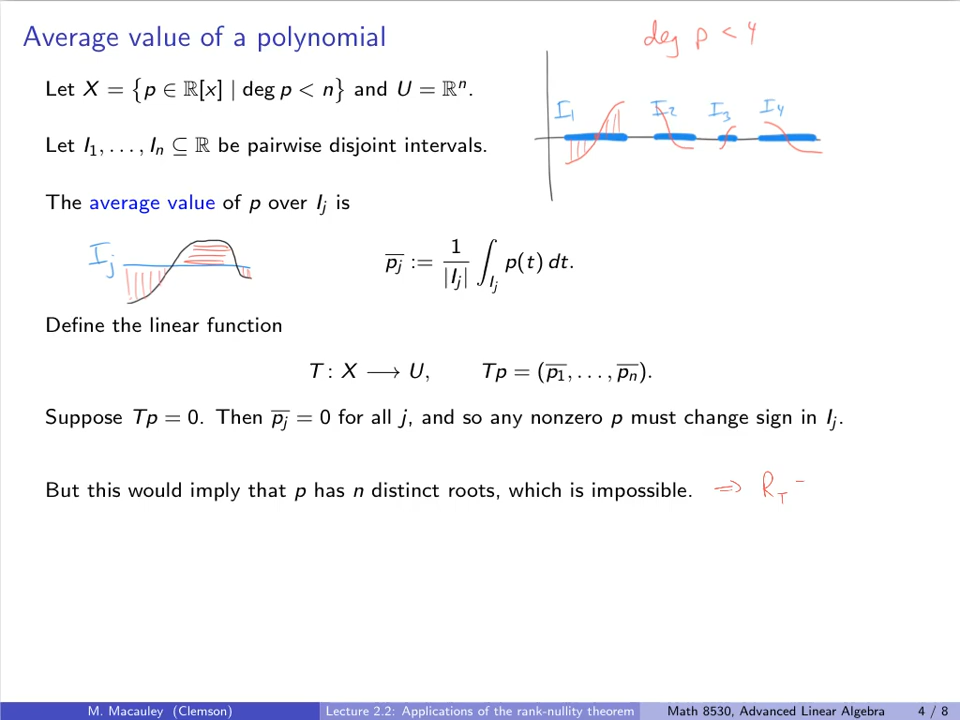 Average value of a polynomial
deg p < 4
Let X = {p ∈ ℝ[x] | deg p < n} and U = ℝⁿ.
I₁ I₂ I₃ I₄
Let I₁, . . . , Iₙ ⊆ ℝ be pairwise disjoint intervals.
The average value of p over Iⱼ is
Iⱼ
p̅ⱼ := 1/|Iⱼ| ∫_{Iⱼ} p(t) dt.
Define the linear function
T : X ⟶ U, Tp = (p̅₁, . . . , p̅ₙ).
Suppose Tp = 0. Then p̅ⱼ = 0 for all j, and so any nonzero p must change sign in Iⱼ.
But this would imply that p has n distinct roots, which is impossible. ⇒ R_T -
M. Macauley (Clemson) Lecture 2.2: Applications of the rank-nullity theorem Math 8530, Advanced Linear Algebra 4 / 8